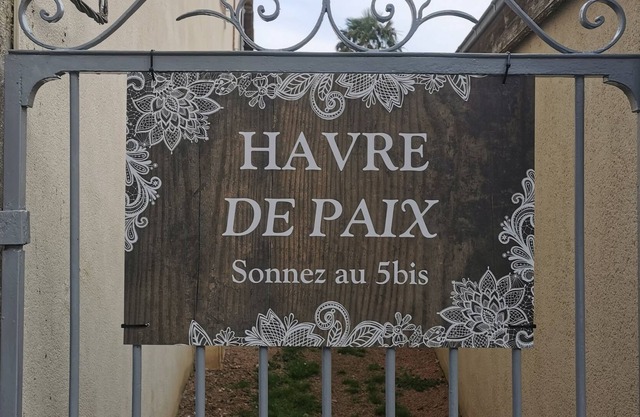 HAVRE
DE PAIX
Sonnez au 5bis